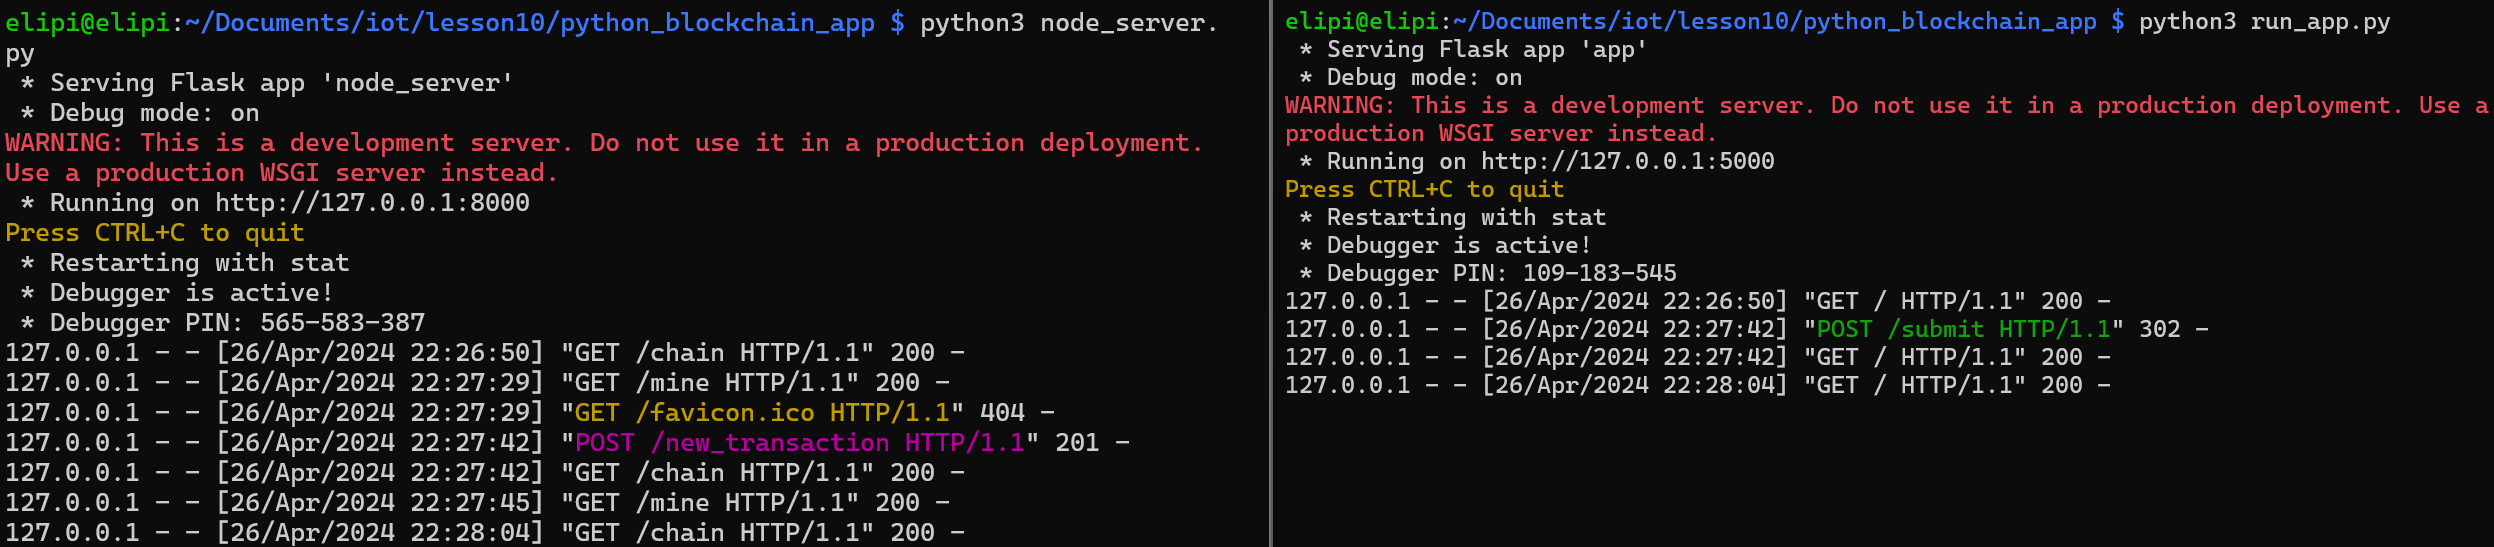 elipi@elipi:~/Documents/iot/lesson10/python_blockchain_app $ python3 node_server.
py
 * Serving Flask app 'node_server'
 * Debug mode: on
WARNING: This is a development server. Do not use it in a production deployment.
Use a production WSGI server instead.
 * Running on http://127.0.0.1:8000
Press CTRL+C to quit
 * Restarting with stat
 * Debugger is active!
 * Debugger PIN: 565-583-387
127.0.0.1 - - [26/Apr/2024 22:26:50] "GET /chain HTTP/1.1" 200 -
127.0.0.1 - - [26/Apr/2024 22:27:29] "GET /mine HTTP/1.1" 200 -
127.0.0.1 - - [26/Apr/2024 22:27:29] "GET /favicon.ico HTTP/1.1" 404 -
127.0.0.1 - - [26/Apr/2024 22:27:42] "POST /new_transaction HTTP/1.1" 201 -
127.0.0.1 - - [26/Apr/2024 22:27:42] "GET /chain HTTP/1.1" 200 -
127.0.0.1 - - [26/Apr/2024 22:27:45] "GET /mine HTTP/1.1" 200 -
127.0.0.1 - - [26/Apr/2024 22:28:04] "GET /chain HTTP/1.1" 200 -
elipi@elipi:~/Documents/iot/lesson10/python_blockchain_app $ python3 run_app.py
 * Serving Flask app 'app'
 * Debug mode: on
WARNING: This is a development server. Do not use it in a production deployment. Use a
production WSGI server instead.
 * Running on http://127.0.0.1:5000
Press CTRL+C to quit
 * Restarting with stat
 * Debugger is active!
 * Debugger PIN: 109-183-545
127.0.0.1 - - [26/Apr/2024 22:26:50] "GET / HTTP/1.1" 200 -
127.0.0.1 - - [26/Apr/2024 22:27:42] "POST /submit HTTP/1.1" 302 -
127.0.0.1 - - [26/Apr/2024 22:27:42] "GET / HTTP/1.1" 200 -
127.0.0.1 - - [26/Apr/2024 22:28:04] "GET / HTTP/1.1" 200 -